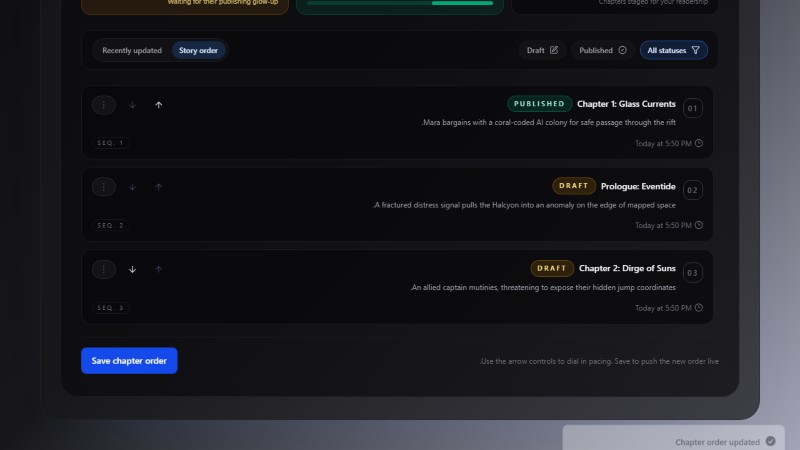 Waiting for their publishing glow-up
Chapters staged for your readership
Recently updated
Story order
Draft
Published
All statuses
PUBLISHED
Chapter 1: Glass Currents
01
.Mara bargains with a coral-coded AI colony for safe passage through the rift
SEQ. 1
Today at 5:50 PM
DRAFT
Prologue: Eventide
02
.A fractured distress signal pulls the Halcyon into an anomaly on the edge of mapped space
SEQ. 2
Today at 5:50 PM
DRAFT
Chapter 2: Dirge of Suns
03
.An allied captain mutinies, threatening to expose their hidden jump coordinates
SEQ. 3
Today at 5:50 PM
Save chapter order
.Use the arrow controls to dial in pacing. Save to push the new order live
Chapter order updated